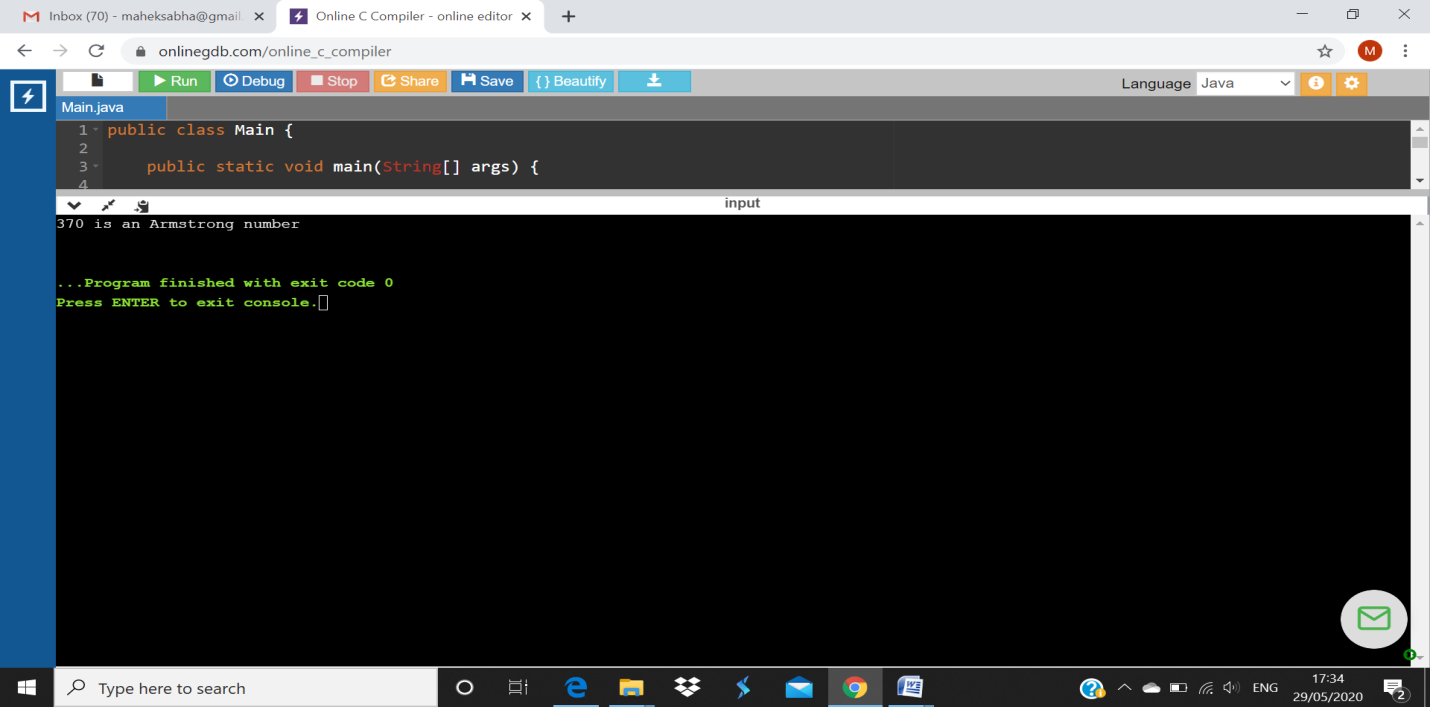 Inbox (70) - maheksabha@gmail.
Online C Compiler - online editor
onlinegdb.com/online_c_compiler
M
Run Debug Stop Share Save { } Beautify
Language Java
Main.java
1 public class Main {
2
3 public static void main(String[] args) {
4
input
370 is an Armstrong number
...Program finished with exit code 0
Press ENTER to exit console.
Type here to search
ENG
17:34
29/05/2020
2